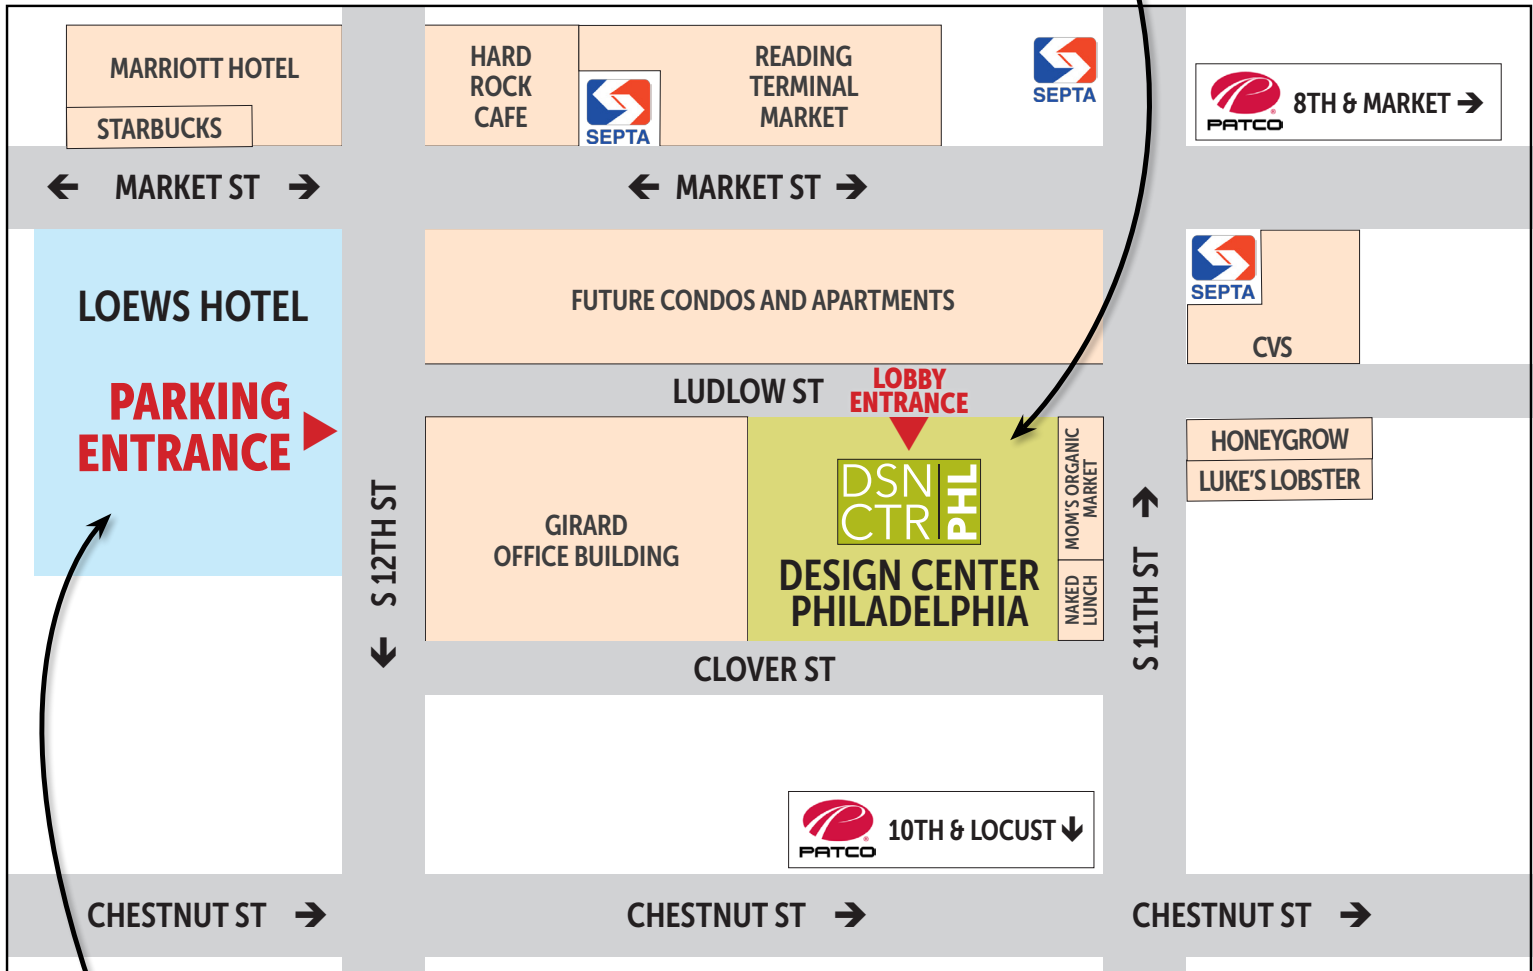 MARRIOTT HOTEL
STARBUCKS
HARD
ROCK
CAFE
SEPTA
READING
TERMINAL
MARKET
SEPTA
PATCO
8TH & MARKET →
← MARKET ST →
← MARKET ST →
LOEWS HOTEL
PARKING
ENTRANCE
FUTURE CONDOS AND APARTMENTS
SEPTA
CVS
LUDLOW ST
LOBBY
ENTRANCE
S 12TH ST
GIRARD
OFFICE BUILDING
DSN
CTR
PHL
DESIGN CENTER
PHILADELPHIA
MOM'S ORGANIC
MARKET
NAKED
LUNCH
S 11TH ST
HONEYGROW
LUKE'S LOBSTER
CLOVER ST
PATCO
10TH & LOCUST ↓
CHESTNUT ST →
CHESTNUT ST →
CHESTNUT ST →